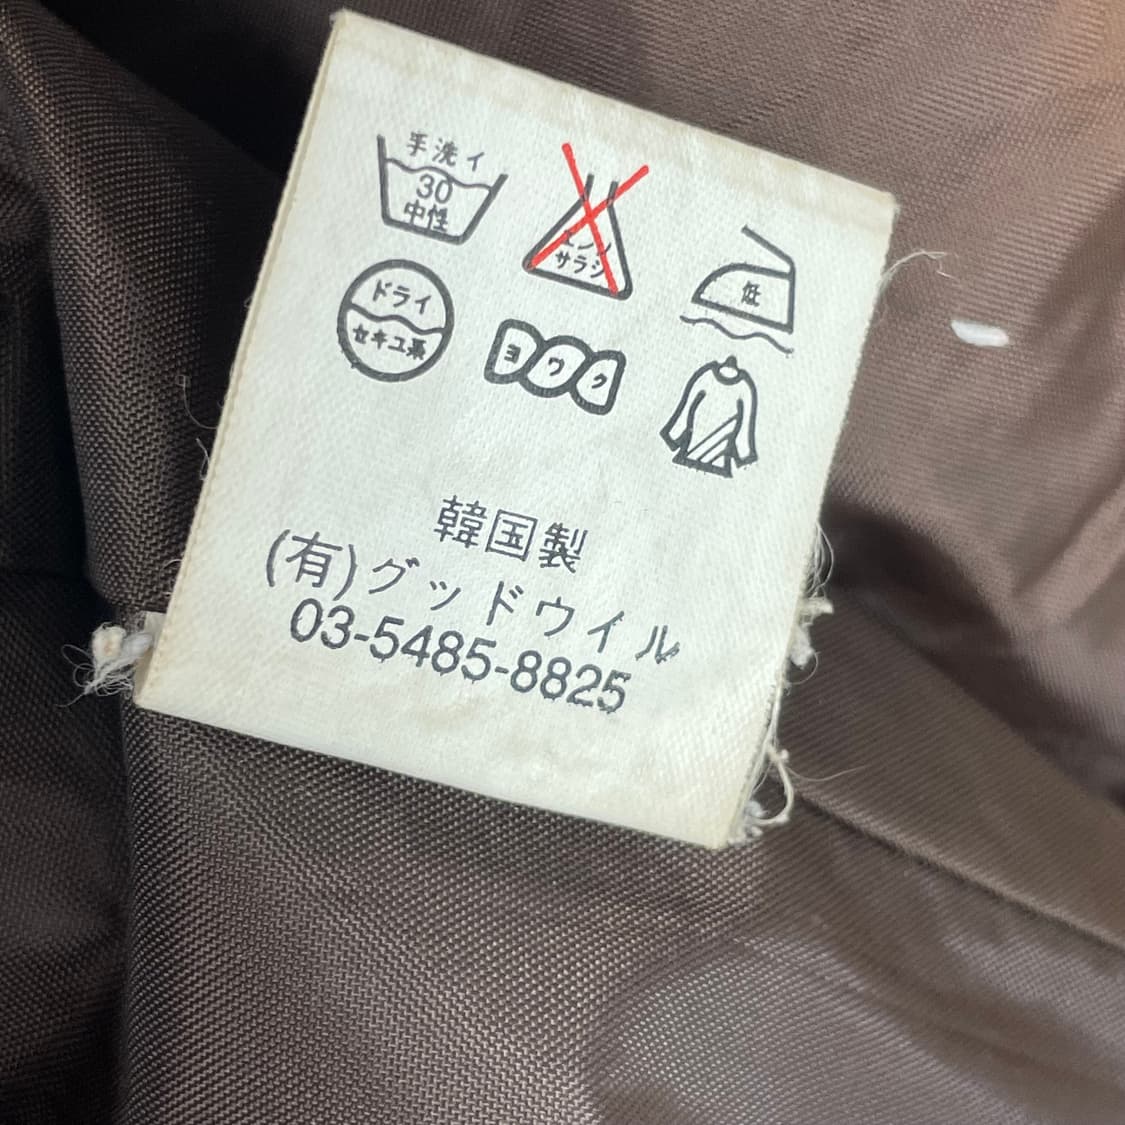 手洗イ
30
中性
エンソ
サラシ
低
ドライ
セキユ系
ヨワク
韓国製
(有)グッドウイル
03-5485-8825